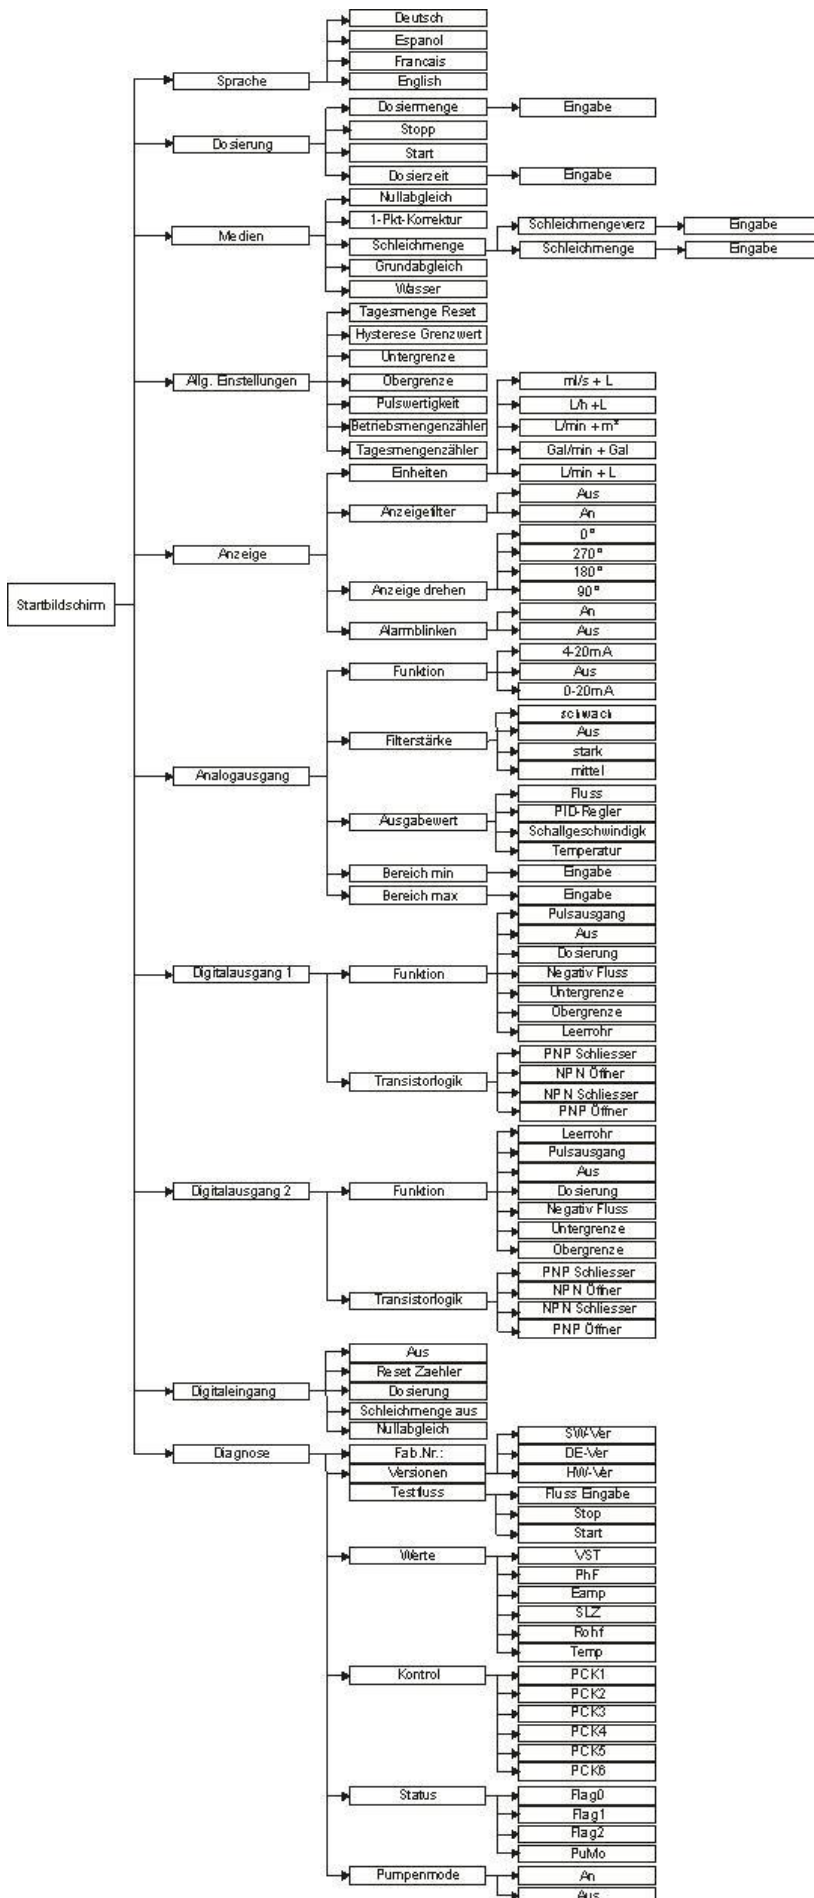 Startbildschirm
Sprache
Deutsch
Espanol
Francais
English
Dosierung
Dosiermenge
Eingabe
Stopp
Start
Dosierzeit
Eingabe
Medien
Nullabgleich
1-Pkt-Korrektur
Schleichmenge
Schleichmengeverz
Eingabe
Schleichmenge
Eingabe
Grundabgleich
Wasser
Allg. Einstellungen
Tagesmenge Reset
Hysterese Grenzwert
Untergrenze
Obergrenze
Pulswertigkeit
Betriebsmengenzähler
Tagesmengenzähler
Anzeige
Einheiten
ml/s + L
L/h +L
L/min + m³
Gal/min + Gal
L/min + L
Anzeigefilter
Aus
An
Anzeige drehen
0°
270°
180°
90°
Alarmblinken
An
Aus
Analogausgang
Funktion
4-20mA
Aus
0-20mA
Filterstärke
schwach
Aus
stark
mittel
Ausgabewert
Fluss
PID-Regler
Schallgeschwindigk
Temperatur
Bereich min
Eingabe
Bereich max
Eingabe
Digitalausgang 1
Funktion
Pulsausgang
Aus
Dosierung
Negativ Fluss
Untergrenze
Obergrenze
Leerrohr
Transistorlogik
PNP Schliesser
NPN Öffner
NPN Schliesser
PNP Öffner
Digitalausgang 2
Funktion
Leerrohr
Pulsausgang
Aus
Dosierung
Negativ Fluss
Untergrenze
Obergrenze
Transistorlogik
PNP Schliesser
NPN Öffner
NPN Schliesser
PNP Öffner
Digitaleingang
Aus
Reset Zaehler
Dosierung
Schleichmenge aus
Nullabgleich
Diagnose
Fab.Nr.:
Versionen
SW-Ver
DE-Ver
HW-Ver
Testfluss
Fluss Eingabe
Stop
Start
Werte
VST
PhF
Eamp
SLZ
Rohf
Temp
Kontrol
PCK1
PCK2
PCK3
PCK4
PCK5
PCK6
Status
Flag0
Flag1
Flag2
PuMo
Pumpenmode
An
Aus